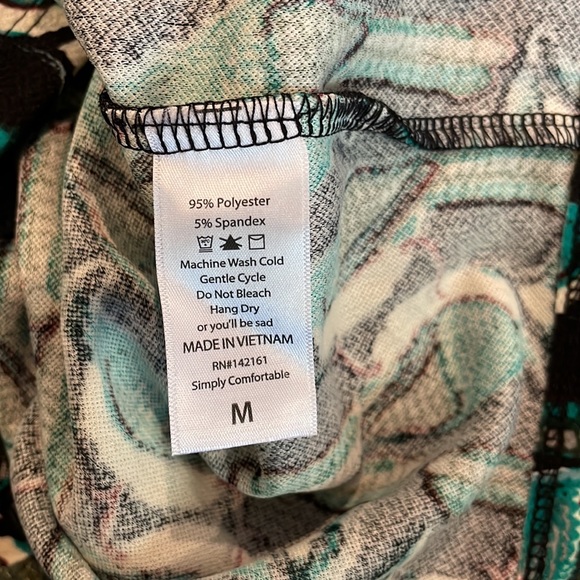 95% Polyester
5% Spandex
Machine Wash Cold
Gentle Cycle
Do Not Bleach
Hang Dry
or you'll be sad
MADE IN VIETNAM
RN#142161
Simply Comfortable
M